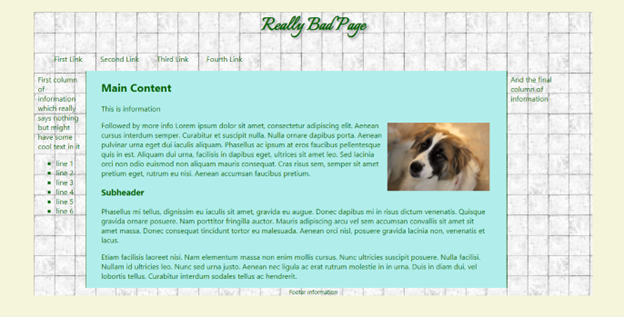 Really Bad Page
First Link
Second Link
Third Link
Fourth Link
First column
of
information
which really
says nothing
but might
have some
cool text in it
line 1
line 2
line 3
line 4
line 5
line 6
Main Content
This is information
Followed by more info Lorem ipsum dolor sit amet, consectetur adipiscing elit. Aenean
cursus interdum semper. Curabitur et suscipit nulla. Nulla ornare dapibus porta. Aenean
pulvinar urna eget dui iaculis aliquam. Phasellus ac ipsum at eros faucibus pellentesque
quis in est. Aliquam dui urna, facilisis in dapibus eget, ultrices sit amet leo. Sed lacinia
orci non odio euismod non aliquam mauris consequat. Cras risus sem, semper sit amet
pretium eget, rutrum eu nisi. Aenean accumsan faucibus pretium.
Subheader
Phasellus mi tellus, dignissim eu iaculis sit amet, gravida eu augue. Donec dapibus mi in risus dictum venenatis. Quisque
gravida ornare posuere. Nam porttitor fringilla auctor. Mauris adipiscing arcu vel sem accumsan convallis sit amet sit
amet massa. Donec consequat tincidunt tortor eu malesuada. Aenean orci nisl, posuere gravida lacinia non, venenatis et
lacus.
Etiam facilisis laoreet nisi. Nam elementum massa non enim mollis cursus. Nunc ultricies suscipit posuere. Nulla facilisi.
Nullam id ultricies leo. Nunc sed urna justo. Aenean nec ligula ac erat rutrum molestie in in urna. Duis in diam dui, vel
lobortis tellus. Curabitur interdum sodales tellus ac hendrerit.
And the final
column of
information
Footer information